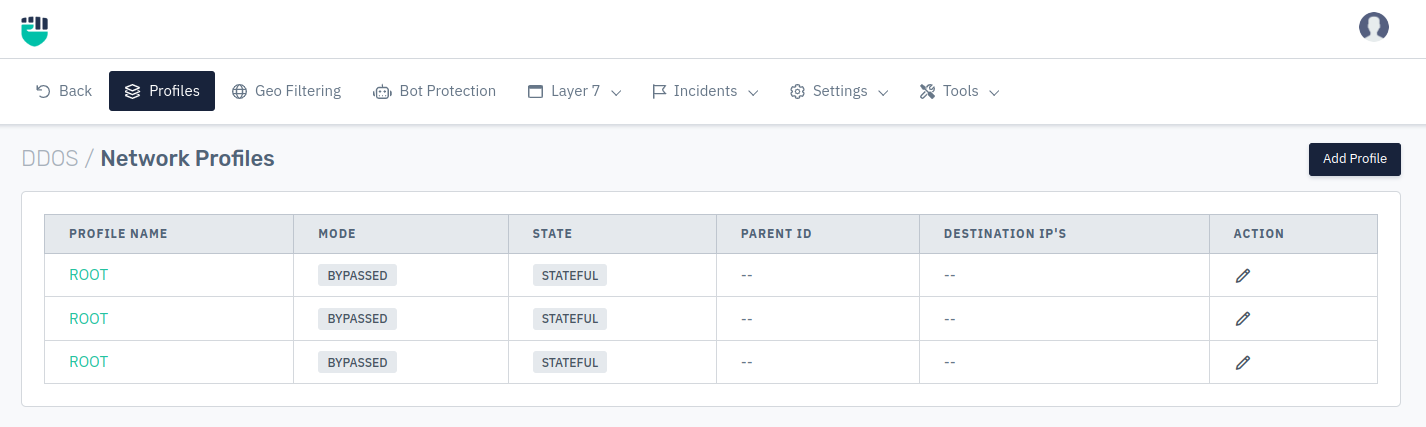 Back Profiles Geo Filtering Bot Protection Layer 7 Incidents Settings Tools
DDOS / Network Profiles Add Profile
PROFILE NAME MODE STATE PARENT ID DESTINATION IP'S ACTION
ROOT BYPASSED STATEFUL -- --
ROOT BYPASSED STATEFUL -- --
ROOT BYPASSED STATEFUL -- --